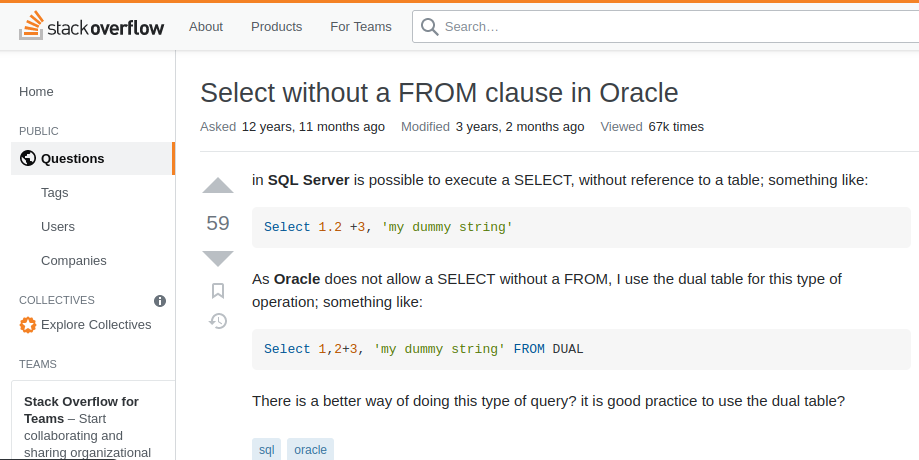 stackoverflow About Products For Teams Search…
Home
PUBLIC
Questions
Tags
Users
Companies
COLLECTIVES
Explore Collectives
TEAMS
Stack Overflow for
Teams – Start
collaborating and
sharing organizational
Select without a FROM clause in Oracle
Asked 12 years, 11 months ago Modified 3 years, 2 months ago Viewed 67k times
59
in SQL Server is possible to execute a SELECT, without reference to a table; something like:
Select 1.2 +3, 'my dummy string'
As Oracle does not allow a SELECT without a FROM, I use the dual table for this type of
operation; something like:
Select 1,2+3, 'my dummy string' FROM DUAL
There is a better way of doing this type of query? it is good practice to use the dual table?
sql oracle